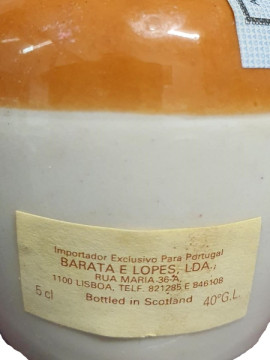 Importador Exclusivo Para Portugal
BARATA E LOPES, LDA.,
RUA MARIA-36-A,
1100 LISBOA, TELF. 821285 E 846108
5 cl Bottled in Scotland 40°G.L.